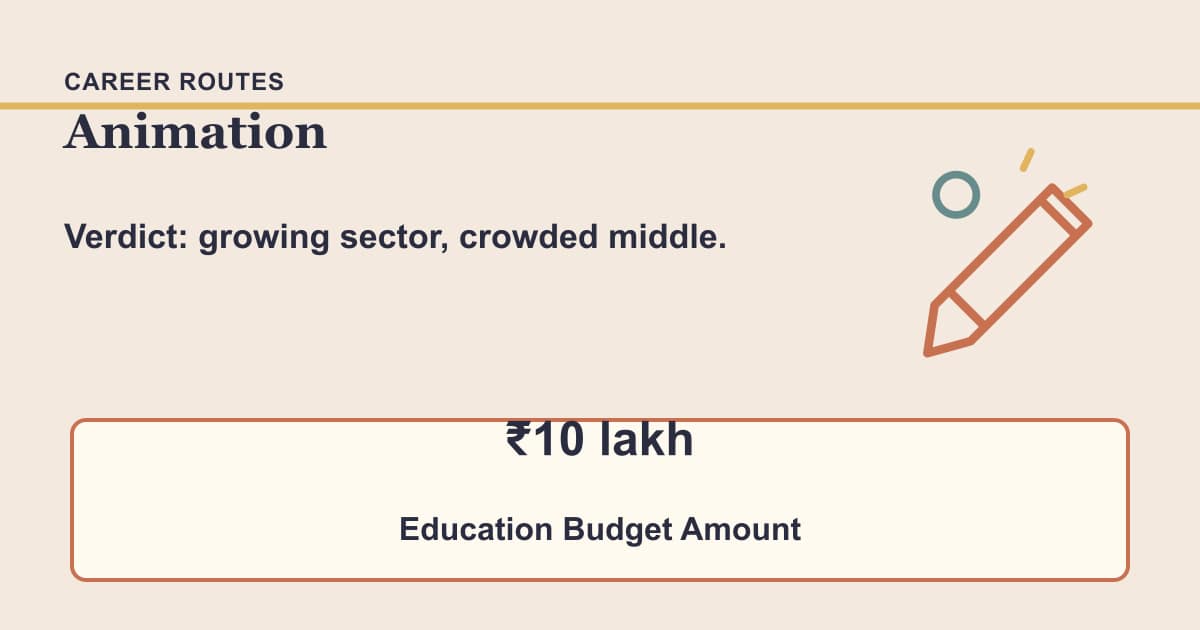 CAREER ROUTES
Animation
Verdict: growing sector, crowded middle.
₹10 lakh
Education Budget Amount